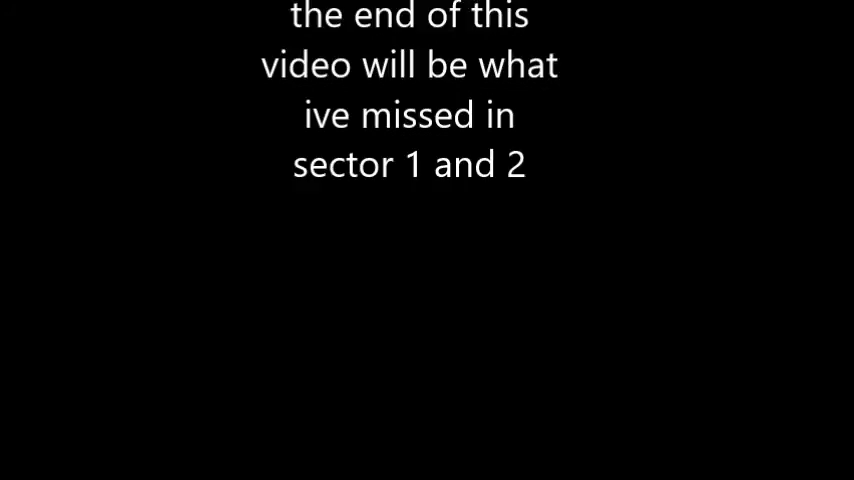 the end of this
video will be what
ive missed in
sector 1 and 2